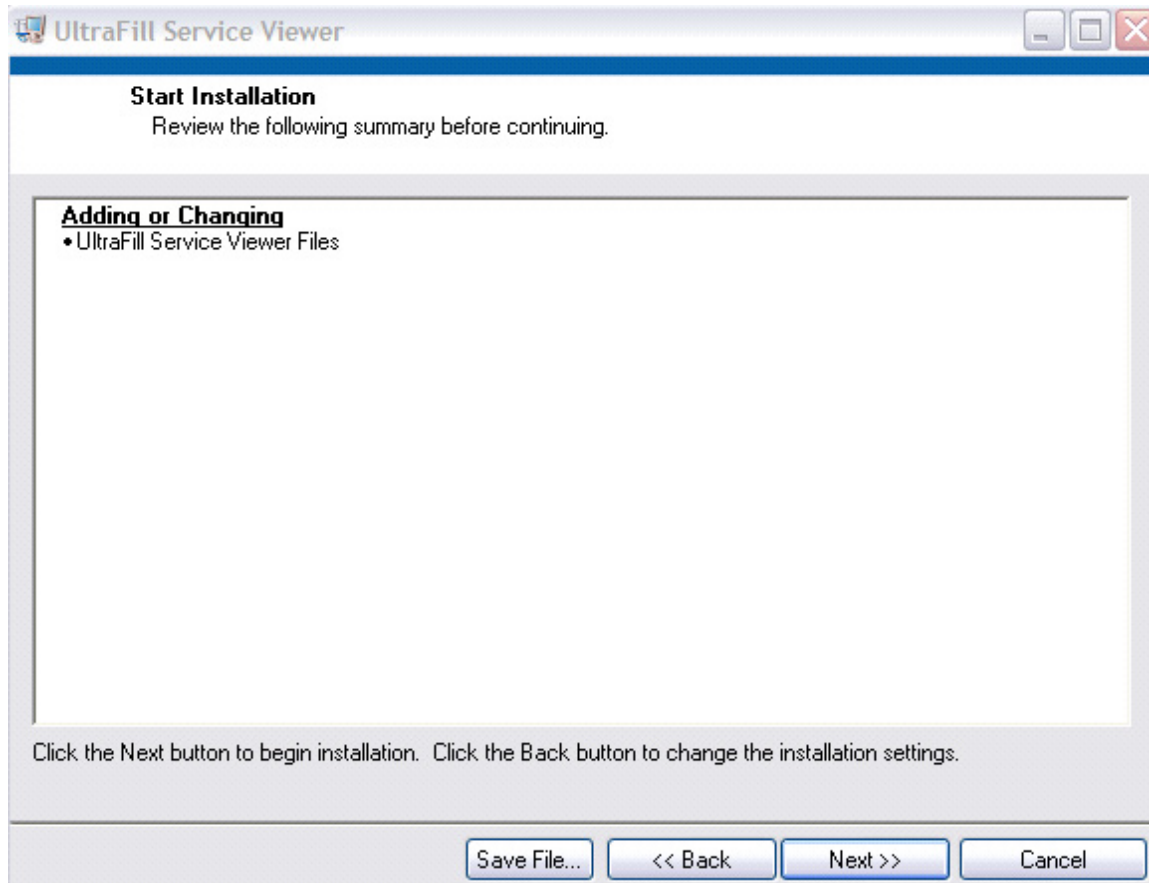 UltraFill Service Viewer
Start Installation
Review the following summary before continuing.
Adding or Changing
•UltraFill Service Viewer Files
Click the Next button to begin installation.  Click the Back button to change the installation settings.
Save File...
<< Back
Next >>
Cancel